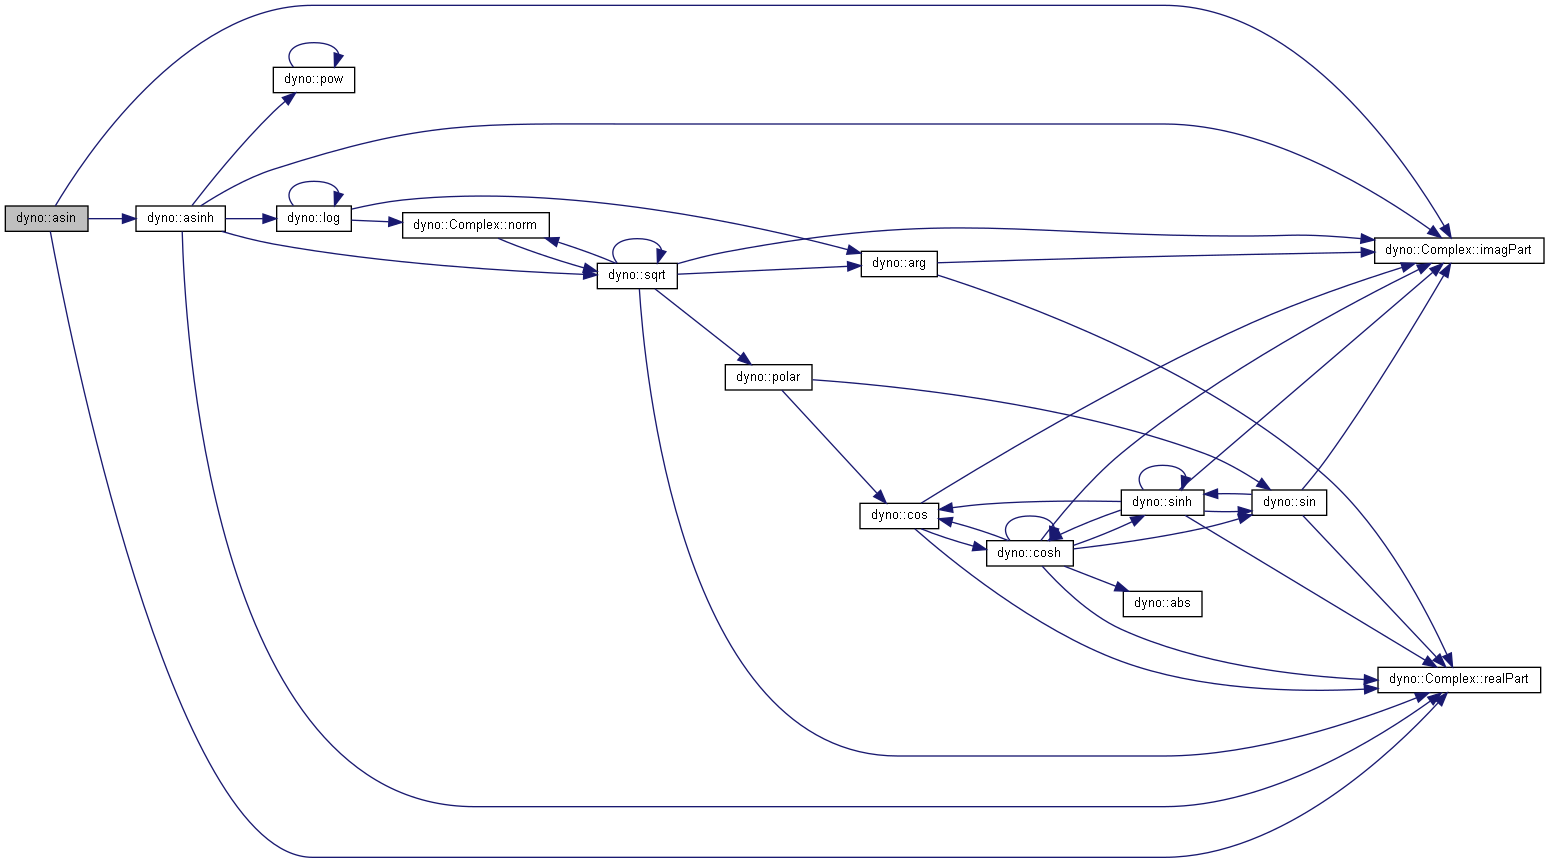 dyno::asin
dyno::pow
dyno::asinh
dyno::log
dyno::Complex::norm
dyno::sqrt
dyno::arg
dyno::Complex::imagPart
dyno::polar
dyno::cos
dyno::sinh
dyno::sin
dyno::cosh
dyno::abs
dyno::Complex::realPart